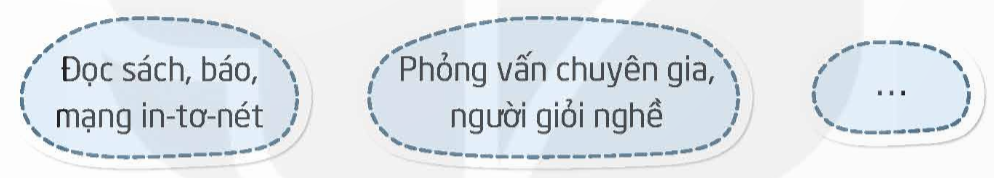 Đọc sách, báo,
mạng in-tơ-nét
Phỏng vấn chuyên gia,
người giỏi nghề
...